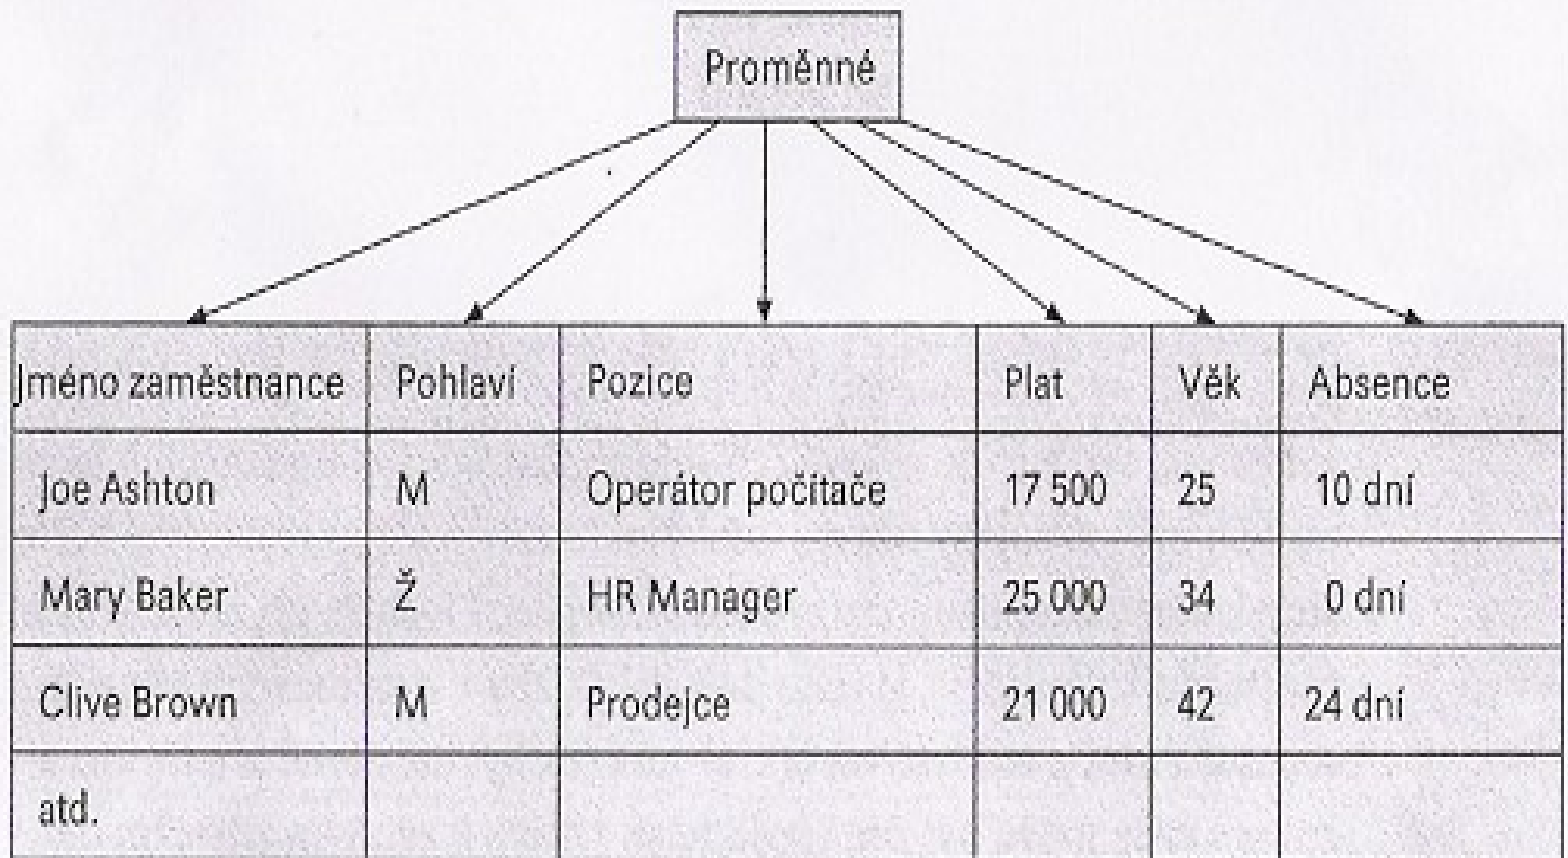 Proměnné
Jméno zaměstnance Pohlaví Pozice Plat Věk Absence
Joe Ashton M Operátor počítače 17 500 25 10 dní
Mary Baker Ž HR Manager 25 000 34 0 dní
Clive Brown M Prodejce 21 000 42 24 dní
atd.